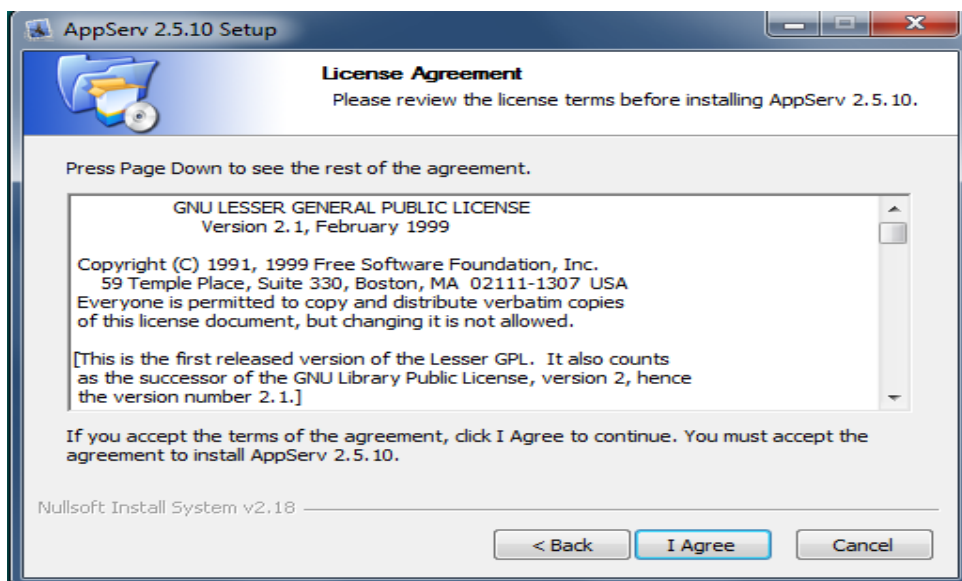 AppServ 2.5.10 Setup
License Agreement
Please review the license terms before installing AppServ 2.5.10.
Press Page Down to see the rest of the agreement.
GNU LESSER GENERAL PUBLIC LICENSE
Version 2.1, February 1999
Copyright (C) 1991, 1999 Free Software Foundation, Inc.
59 Temple Place, Suite 330, Boston, MA  02111-1307  USA
Everyone is permitted to copy and distribute verbatim copies
of this license document, but changing it is not allowed.
[This is the first released version of the Lesser GPL.  It also counts
as the successor of the GNU Library Public License, version 2, hence
the version number 2.1.]
If you accept the terms of the agreement, click I Agree to continue. You must accept the
agreement to install AppServ 2.5.10.
Nullsoft Install System v2.18
< Back
I Agree
Cancel